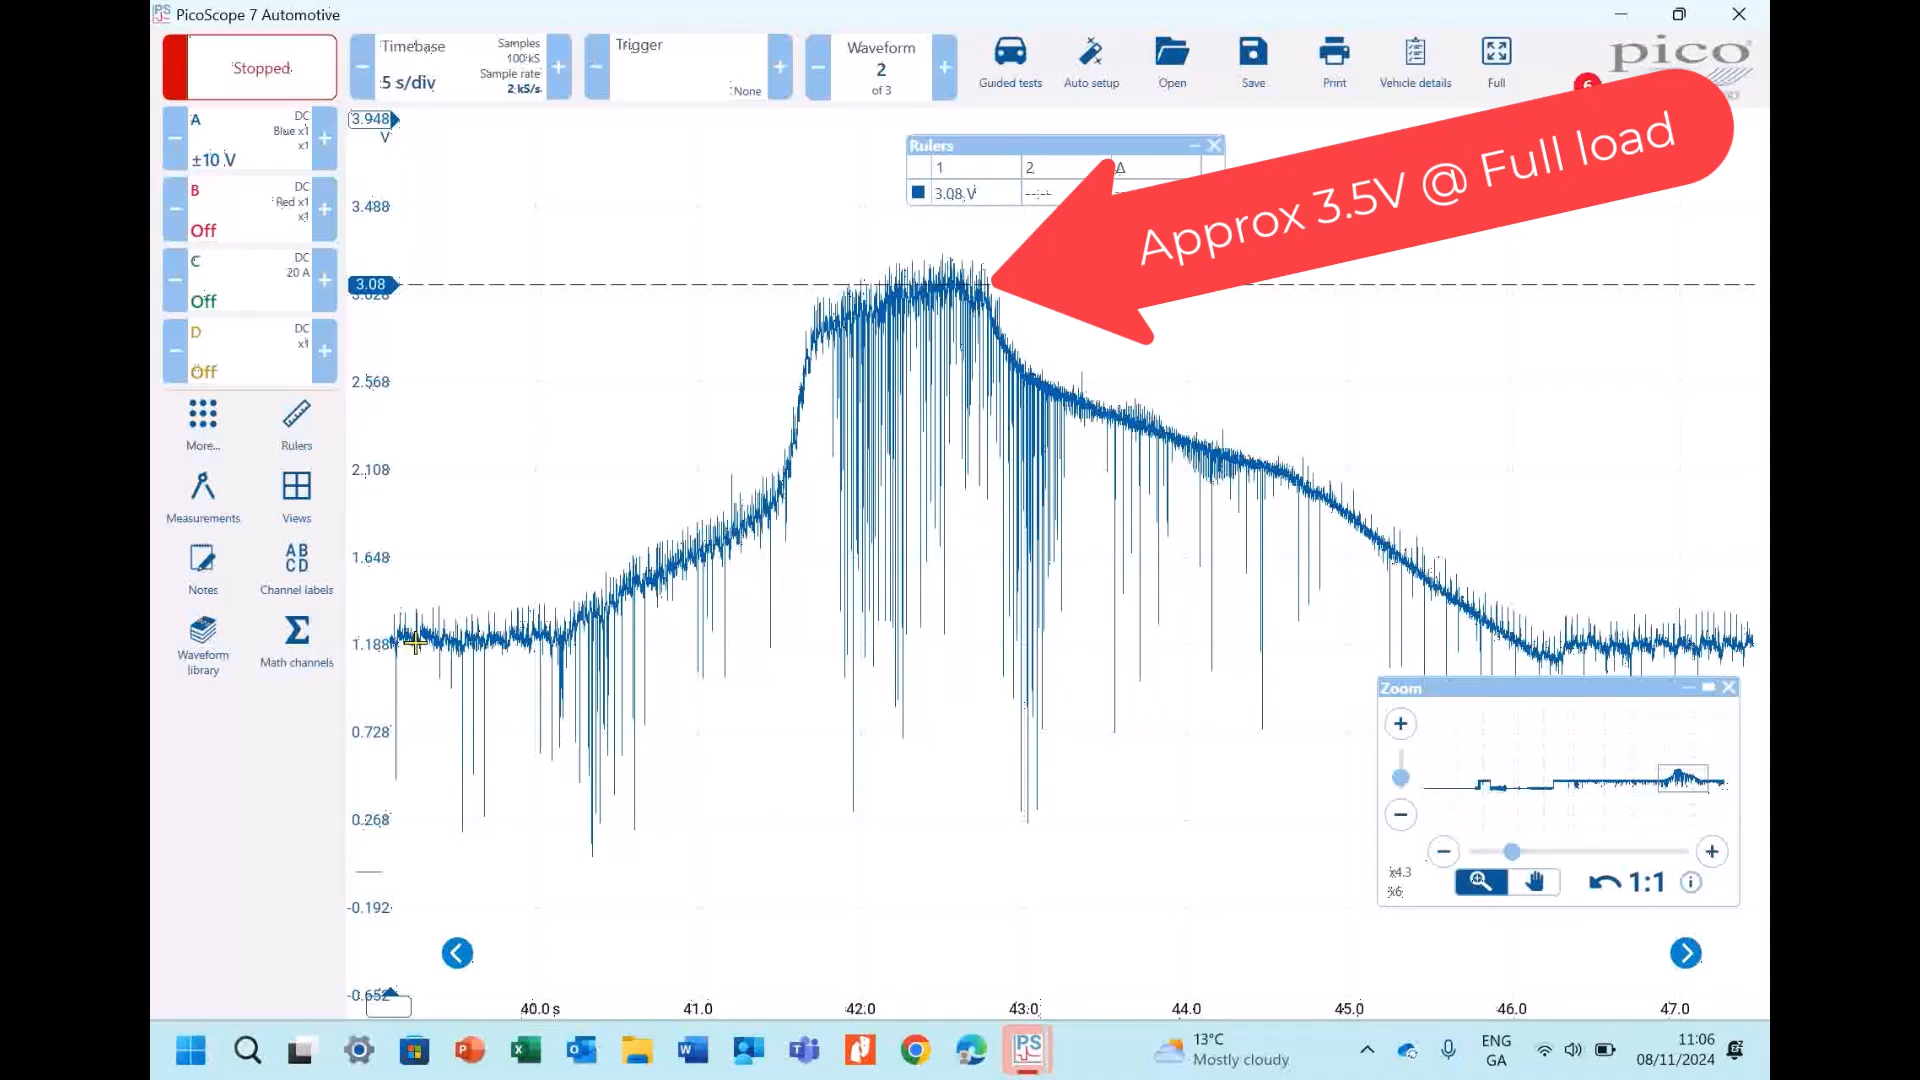 PicoScope 7 Automotive
Stopped
Timebase
5 s/div
Samples
100 kS
Sample rate
2 kS/s
Trigger
None
Waveform
2
of 3
Guided tests
Auto setup
Open
Save
Print
Vehicle details
Full
6
pico
A
DC
Blue x1
x1
±10 V
B
DC
Red x1
x1
Off
C
DC
20 A
Off
D
DC
x1
Off
More...
Rulers
Measurements
Views
Notes
Channel labels
Waveform
library
Math channels
3.948
V
3.488
3.08
3.028
2.568
2.108
1.648
1.188
0.728
0.268
-0.192
-0.652
Rulers
1
2
Δ
3.08 V
Approx 3.5V @ Full load
Zoom
x4.3
x6
1:1
40.0 s
41.0
42.0
43.0
44.0
45.0
46.0
47.0
13°C
Mostly cloudy
ENG
GA
11:06
08/11/2024